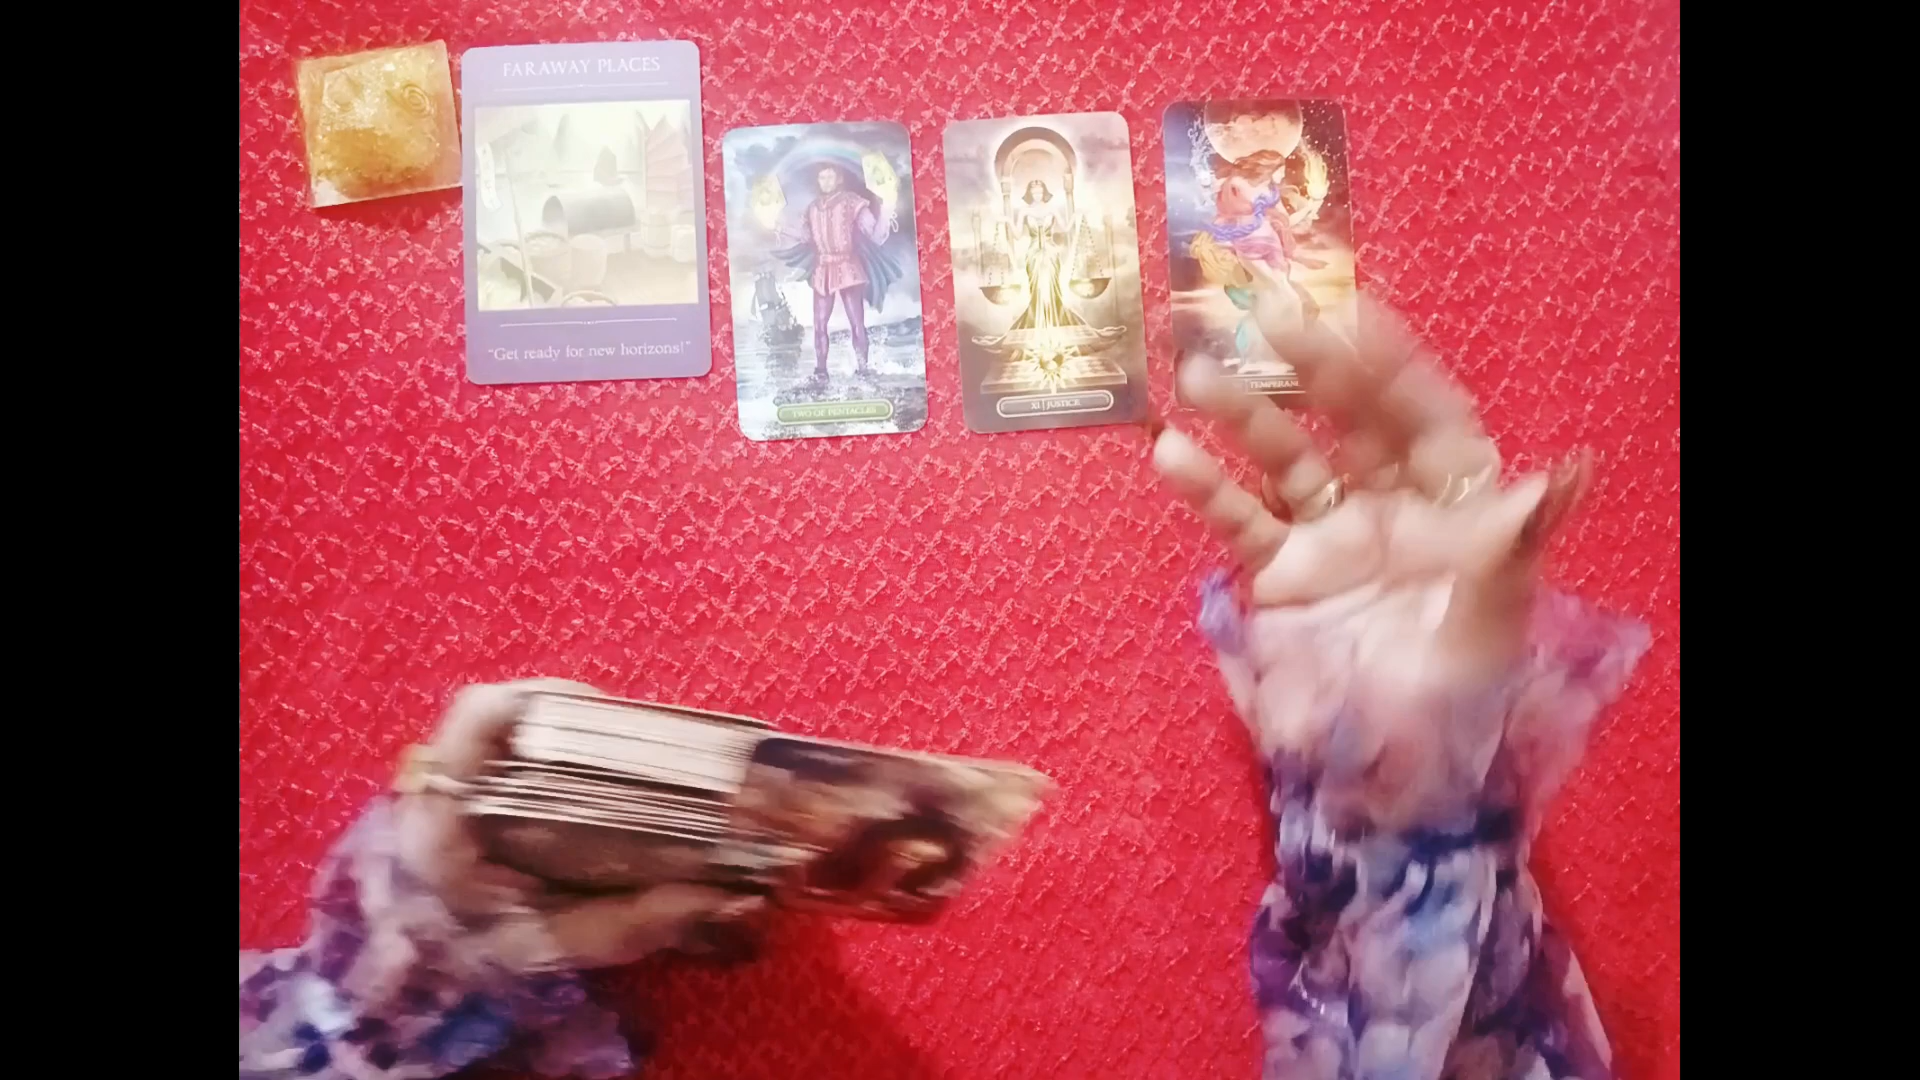 FARAWAY PLACES
"Get ready for new horizons!"
TWO OF PENTACLES
XI | JUSTICE